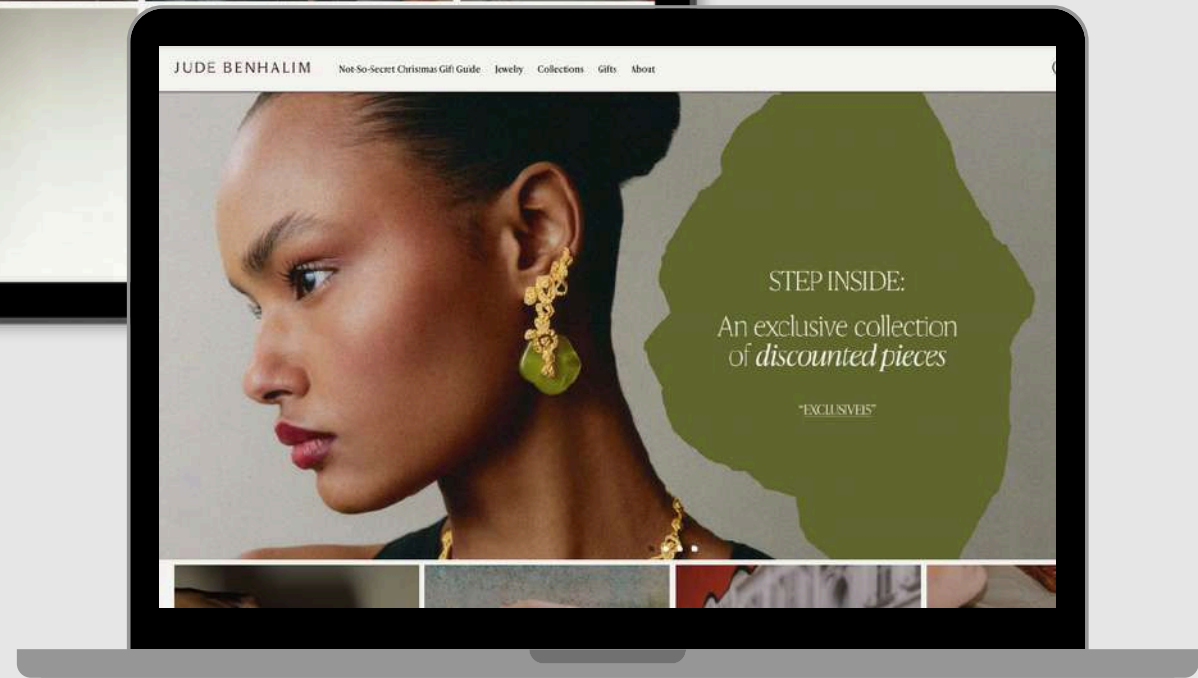 JUDE BENHALIM
Not-So-Secret Christmas Gift Guide Jewelry Collections Gifts About
STEP INSIDE:
An exclusive collection
of discounted pieces
“EXCLUSIVE15”